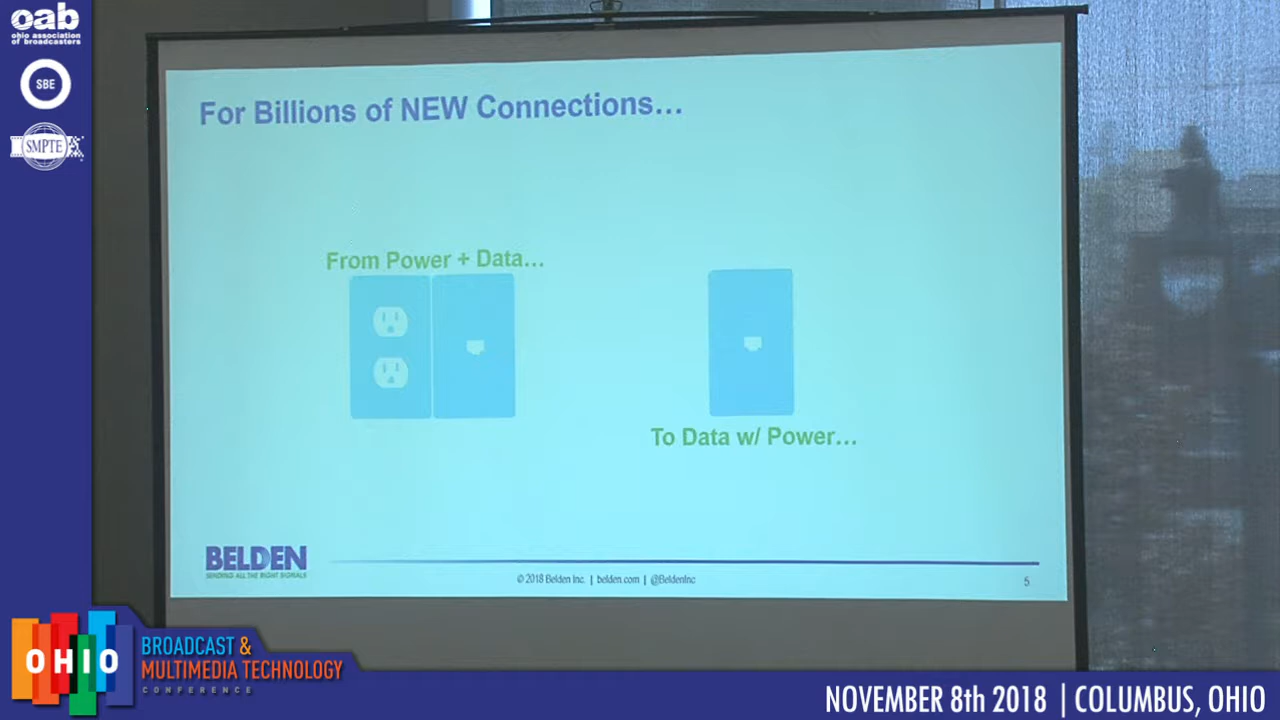 oab
ohio association
of broadcasters
SBE
SMPTE
For Billions of NEW Connections...
From Power + Data...
To Data w/ Power...
BELDEN
SENDING ALL THE RIGHT SIGNALS
© 2018 Belden Inc. | belden.com | @BeldenInc
5
OHIO
BROADCAST &
MULTIMEDIA TECHNOLOGY
CONFERENCE
NOVEMBER 8th 2018 | COLUMBUS, OHIO